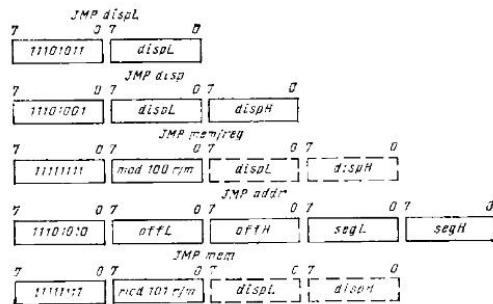 JMP dispL
7 0 7 0
11101011 dispL
JMP disp
7 0 7 0 7 0
11101001 dispL dispH
JMP mem/reg
7 0 7 0 7 0 7 0
11111111 mod 100 r/m dispL dispH
JMP addr
7 0 7 0 7 0 7 0 7 0
11101010 offL offH segL segH
JMP mem
7 0 7 0 7 0 7 0
11111111 mod 101 r/m dispL dispH